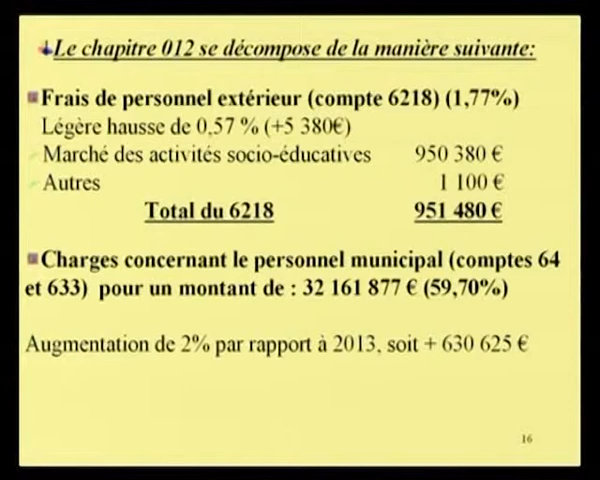 Le chapitre 012 se décompose de la manière suivante:
Frais de personnel extérieur (compte 6218) (1,77%)
Légère hausse de 0,57 % (+5 380€)
Marché des activités socio-éducatives 950 380 €
Autres 1 100 €
Total du 6218 951 480 €
Charges concernant le personnel municipal (comptes 64
et 633) pour un montant de : 32 161 877 € (59,70%)
Augmentation de 2% par rapport à 2013, soit + 630 625 €
16